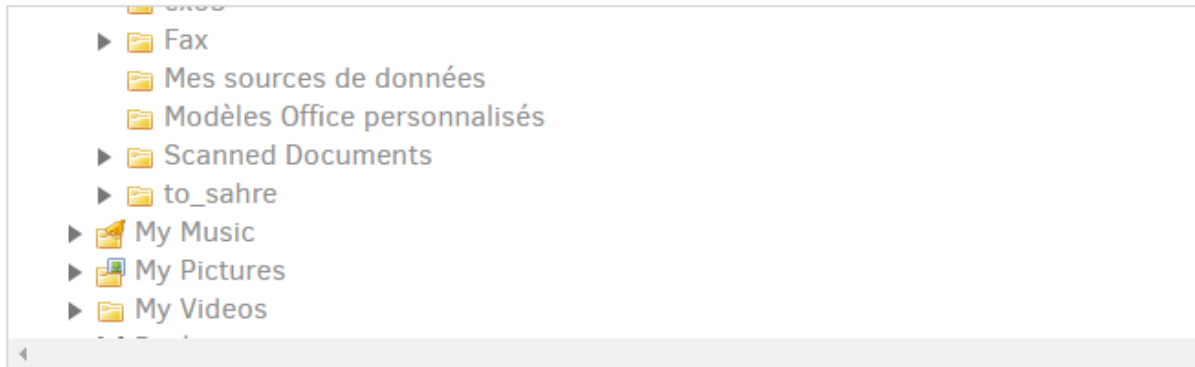 Fax
Mes sources de données
Modèles Office personnalisés
Scanned Documents
to_sahre
My Music
My Pictures
My Videos